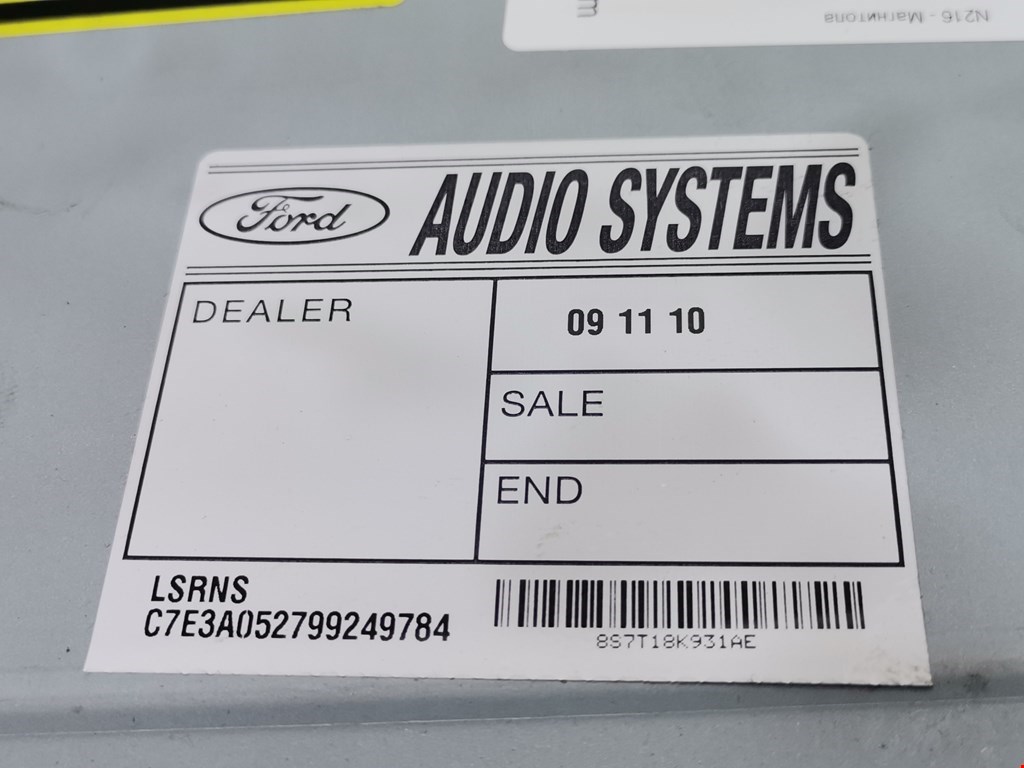 N216 - Магнитола
m
Ford
AUDIO SYSTEMS
DEALER
09 11 10
SALE
END
LSRNS
C7E3A052799249784
8S7T18K931AE